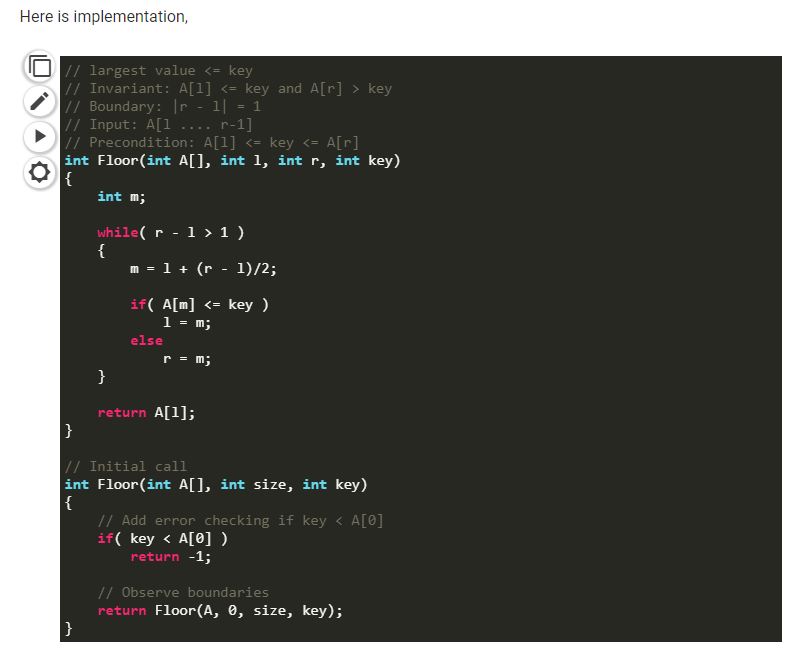 Here is implementation,
// largest value <= key
// Invariant: A[l] <= key and A[r] > key
// Boundary: |r - l| = 1
// Input: A[l .... r-1]
// Precondition: A[l] <= key <= A[r]
int Floor(int A[], int l, int r, int key)
{
    int m;

    while( r - l > 1 )
    {
        m = l + (r - l)/2;

        if( A[m] <= key )
            l = m;
        else
            r = m;
    }

    return A[l];
}

// Initial call
int Floor(int A[], int size, int key)
{
    // Add error checking if key < A[0]
    if( key < A[0] )
        return -1;

    // Observe boundaries
    return Floor(A, 0, size, key);
}